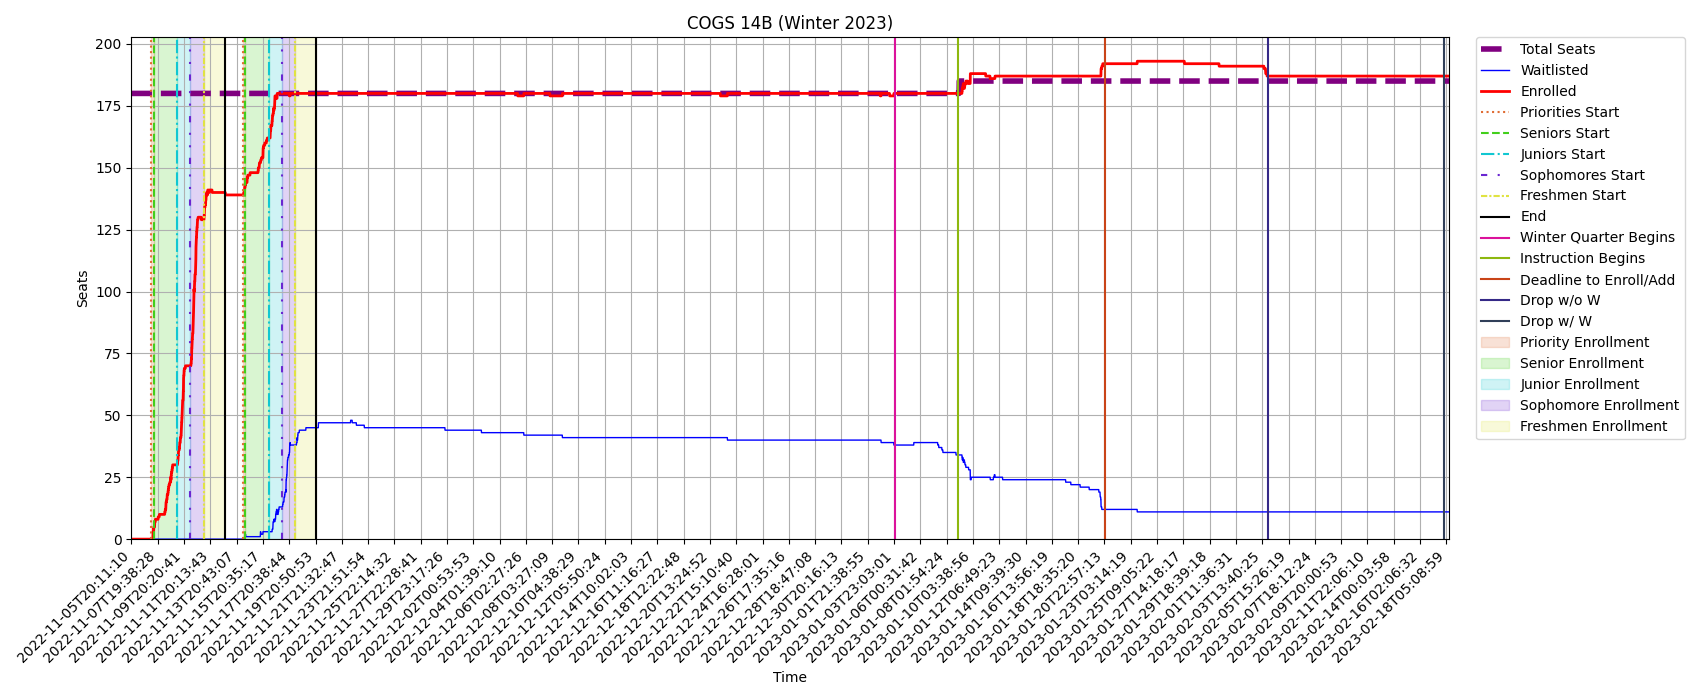 COGS 14B (Winter 2023)
Seats
200
175
150
125
100
75
50
25
0
2022-11-05T20:11:10
2022-11-07T19:38:28
2022-11-09T20:20:41
2022-11-11T20:13:43
2022-11-13T20:43:07
2022-11-15T20:35:17
2022-11-17T20:38:44
2022-11-19T20:50:53
2022-11-21T21:32:47
2022-11-23T21:51:54
2022-11-25T22:14:32
2022-11-27T22:28:41
2022-11-29T23:17:26
2022-12-02T00:53:53
2022-12-04T01:39:10
2022-12-06T02:27:26
2022-12-08T03:27:09
2022-12-10T04:38:29
2022-12-12T05:50:24
2022-12-14T10:02:03
2022-12-16T11:16:27
2022-12-18T12:22:48
2022-12-20T13:24:52
2022-12-22T15:10:40
2022-12-24T16:28:01
2022-12-26T17:35:16
2022-12-28T18:47:08
2022-12-30T20:16:13
2023-01-01T21:38:55
2023-01-03T23:03:01
2023-01-06T00:31:42
2023-01-08T01:54:24
2023-01-10T03:38:56
2023-01-12T06:49:23
2023-01-14T09:39:30
2023-01-16T13:56:19
2023-01-18T18:35:20
2023-01-20T22:57:13
2023-01-23T03:14:19
2023-01-25T09:05:22
2023-01-27T14:18:17
2023-01-29T18:39:18
2023-02-01T11:36:31
2023-02-03T13:40:25
2023-02-05T15:26:19
2023-02-07T18:12:24
2023-02-09T20:00:53
2023-02-11T22:06:10
2023-02-14T00:03:58
2023-02-16T02:06:32
2023-02-18T05:08:59
Time
Total Seats
Waitlisted
Enrolled
Priorities Start
Seniors Start
Juniors Start
Sophomores Start
Freshmen Start
End
Winter Quarter Begins
Instruction Begins
Deadline to Enroll/Add
Drop w/o W
Drop w/ W
Priority Enrollment
Senior Enrollment
Junior Enrollment
Sophomore Enrollment
Freshmen Enrollment